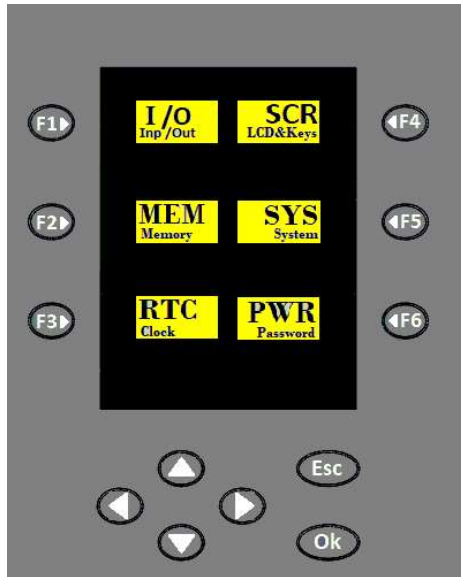 I/O SCR
Inp/Out LCD&Keys
F1 F4
MEM SYS
Memory System
F2 F5
RTC PWR
Clock Password
F3 F6
Esc
Ok